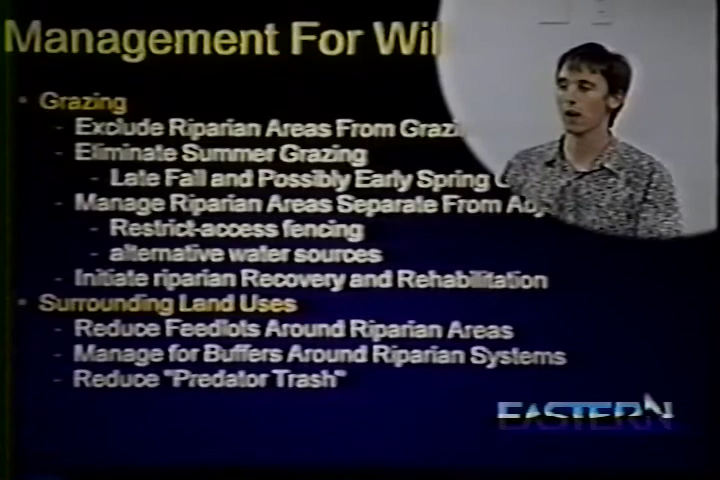 Management For Wil
• Grazing
- Exclude Riparian Areas From Grazi
- Eliminate Summer Grazing
- Late Fall and Possibly Early Spring
- Manage Riparian Areas Separate From Adj
- Restrict-access fencing
- alternative water sources
- Initiate riparian Recovery and Rehabilitation
• Surrounding Land Uses
- Reduce Feedlots Around Riparian Areas
- Manage for Buffers Around Riparian Systems
- Reduce "Predator Trash"
EASTERN